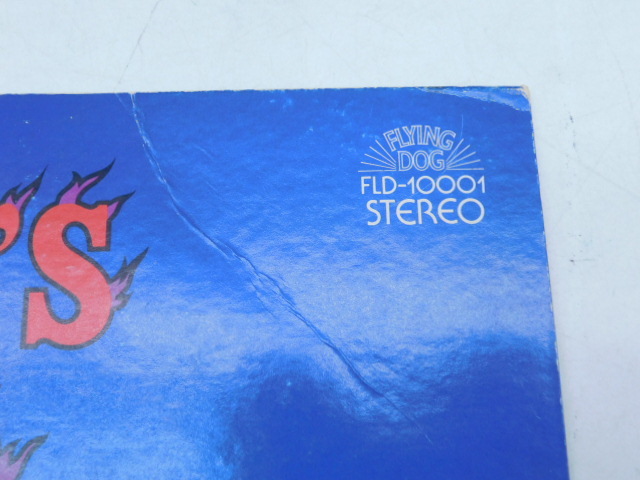 'S
FLYING
DOG
FLD-10001
STEREO